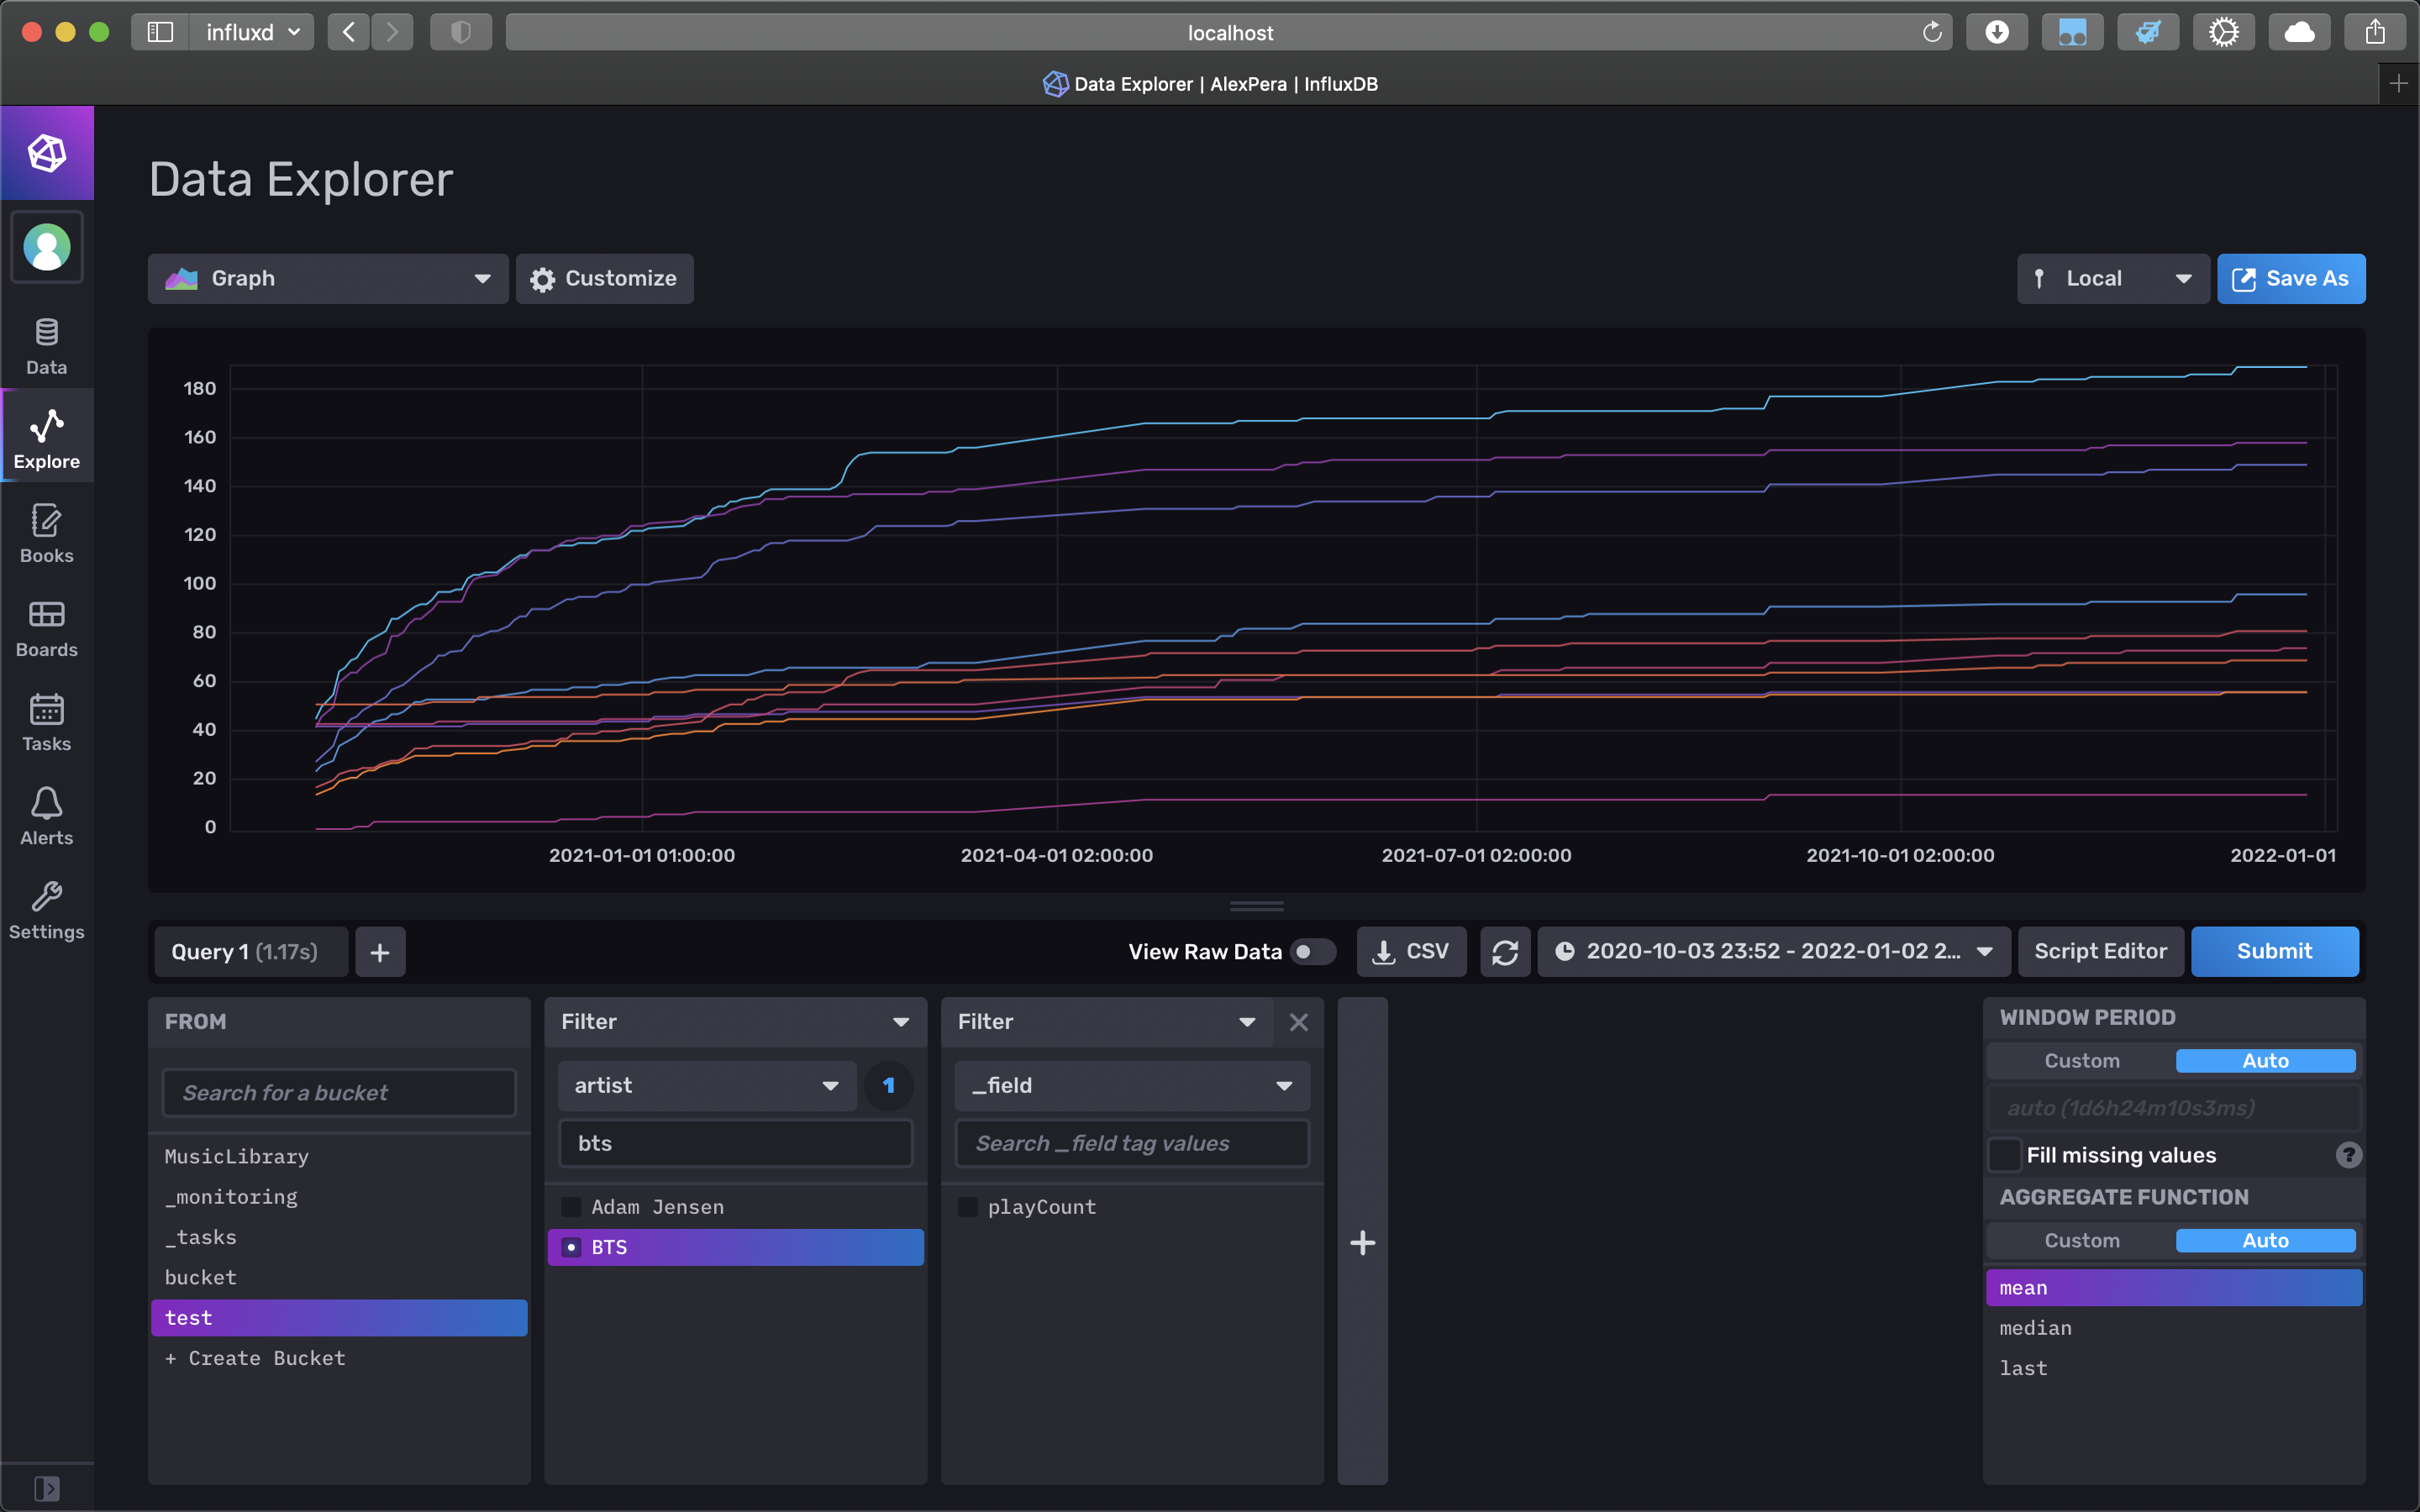 influxd
localhost
Data Explorer | AlexPera | InfluxDB
Data Explorer
Graph
Customize
Local
Save As
Data
Explore
Books
Boards
Tasks
Alerts
Settings
180
160
140
120
100
80
60
40
20
0
2021-01-01 01:00:00
2021-04-01 02:00:00
2021-07-01 02:00:00
2021-10-01 02:00:00
2022-01-01
Query 1 (1.17s)
+
View Raw Data
CSV
2020-10-03 23:52 - 2022-01-02 2...
Script Editor
Submit
FROM
Search for a bucket
MusicLibrary
_monitoring
_tasks
bucket
test
+ Create Bucket
Filter
artist
1
bts
Adam Jensen
BTS
Filter
_field
Search _field tag values
playCount
+
WINDOW PERIOD
Custom
Auto
auto (1d6h24m10s3ms)
Fill missing values
?
AGGREGATE FUNCTION
Custom
Auto
mean
median
last